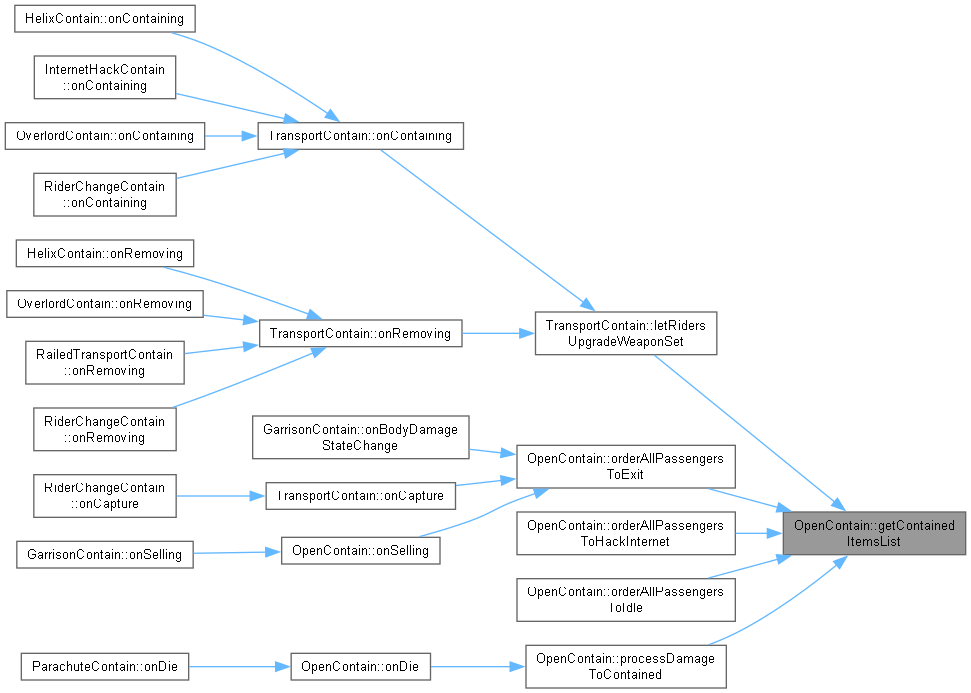 HelixContain::onContaining
InternetHackContain
::onContaining
OverlordContain::onContaining
TransportContain::onContaining
RiderChangeContain
::onContaining
HelixContain::onRemoving
OverlordContain::onRemoving
TransportContain::onRemoving
RailedTransportContain
::onRemoving
RiderChangeContain
::onRemoving
TransportContain::letRiders
UpgradeWeaponSet
GarrisonContain::onBodyDamage
StateChange
OpenContain::orderAllPassengers
ToExit
RiderChangeContain
::onCapture
TransportContain::onCapture
GarrisonContain::onSelling
OpenContain::onSelling
OpenContain::orderAllPassengers
ToHackInternet
OpenContain::getContained
ItemsList
OpenContain::orderAllPassengers
ToIdle
OpenContain::processDamage
ToContained
ParachuteContain::onDie
OpenContain::onDie